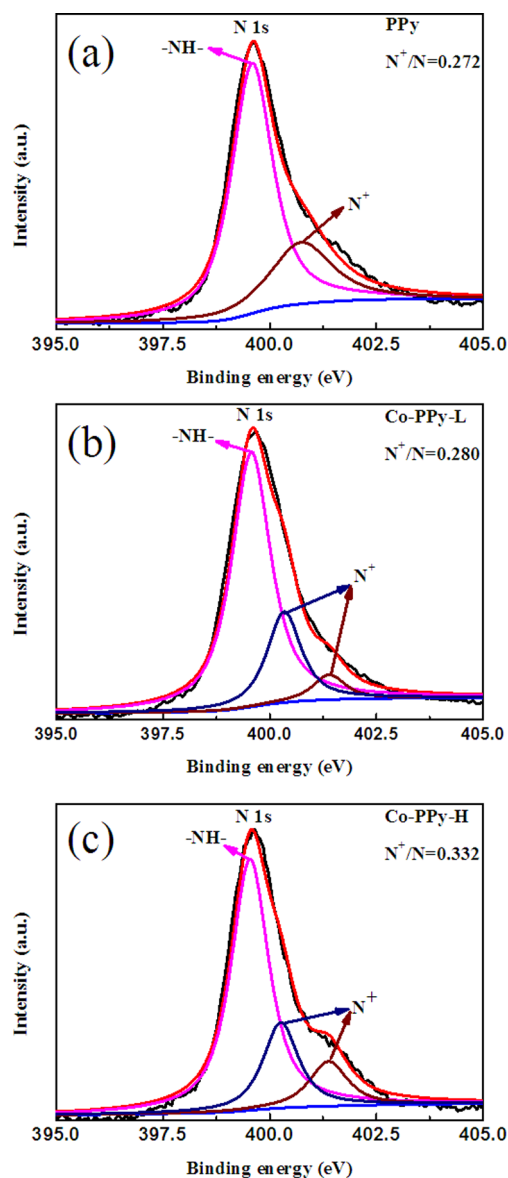 (a)
N 1s
PPy
-NH-
N⁺/N=0.272
N⁺
Intensity (a.u.)
395.0 397.5 400.0 402.5 405.0
Binding energy (eV)
(b)
N 1s
Co-PPy-L
-NH-
N⁺/N=0.280
N⁺
Intensity (a.u.)
395.0 397.5 400.0 402.5 405.0
Binding energy (eV)
(c)
N 1s
Co-PPy-H
-NH-
N⁺/N=0.332
N⁺
Intensity (a.u.)
395.0 397.5 400.0 402.5 405.0
Binding energy (eV)